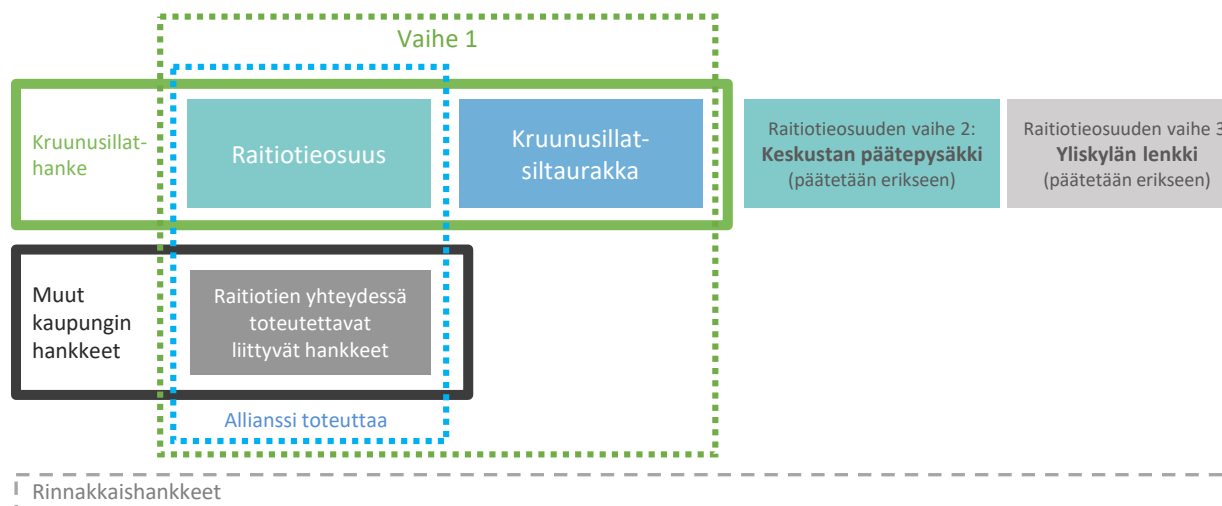 Vaihe 1
Kruunusillat-
hanke
Raitiotieosuus
Kruunusillat-
siltaurakka
Raitiotieosuuden vaihe 2:
Keskustan päätepysäkki
(päätetään erikseen)
Raitiotieosuuden vaihe 3
Yliskylän lenkki
(päätetään erikseen)
Muut
kaupungin
hankkeet
Raitiotien yhteydessä
toteutettavat
liittyvät hankkeet
Allianssi toteuttaa
Rinnakkaishankkeet